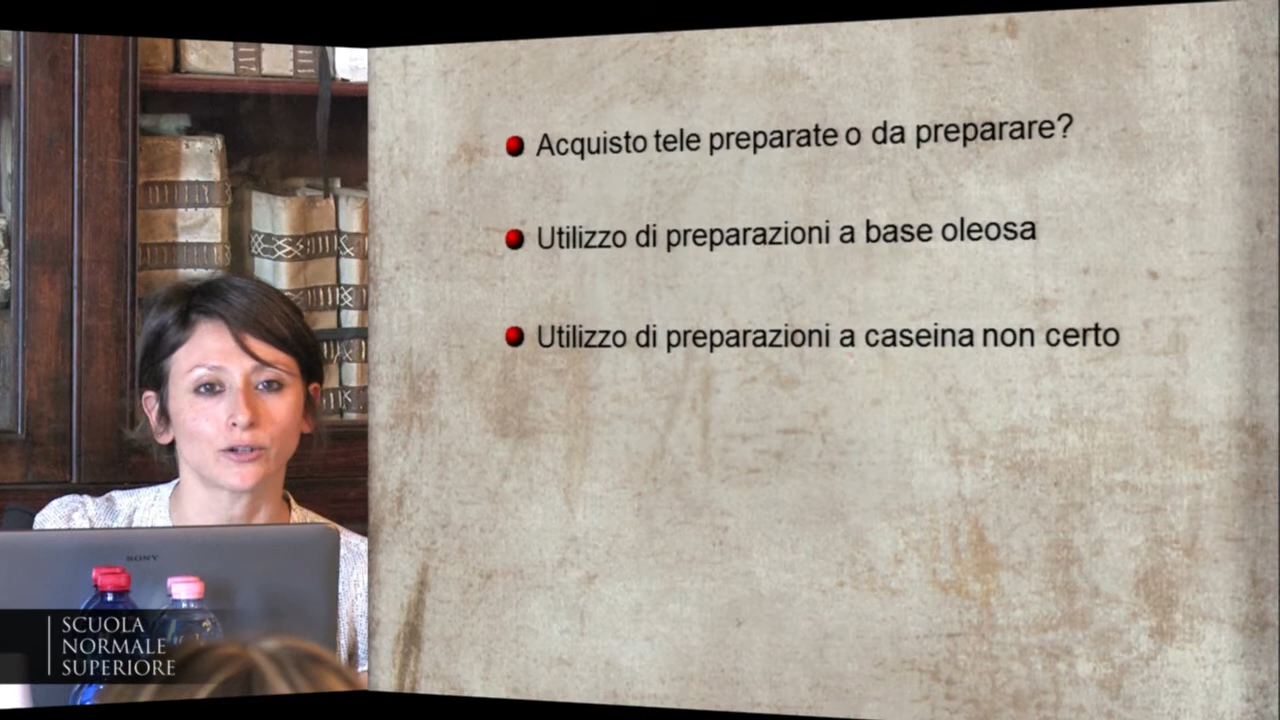 Acquisto tele preparate o da preparare?
Utilizzo di preparazioni a base oleosa
Utilizzo di preparazioni a caseina non certo
SONY
SCUOLA
NORMALE
SUPERIORE